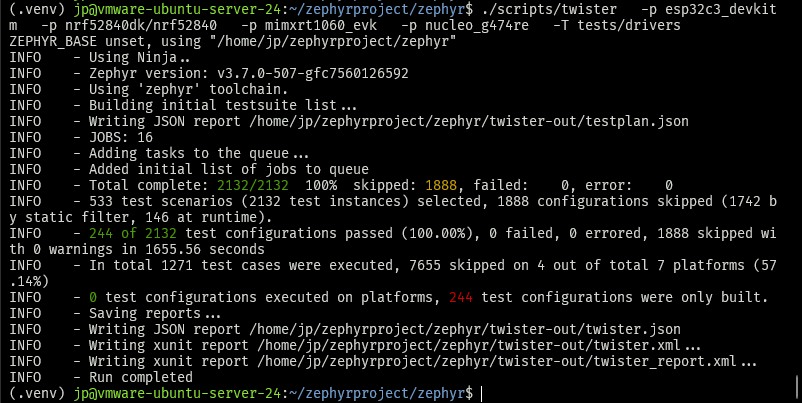 (.venv) jp@vmware-ubuntu-server-24:~/zephyrproject/zephyr$ ./scripts/twister   -p esp32c3_devkit
m   -p nrf52840dk/nrf52840   -p mimxrt1060_evk   -p nucleo_g474re   -T tests/drivers
ZEPHYR_BASE unset, using "/home/jp/zephyrproject/zephyr"
INFO    - Using Ninja..
INFO    - Zephyr version: v3.7.0-507-gfc7560126592
INFO    - Using 'zephyr' toolchain.
INFO    - Building initial testsuite list...
INFO    - Writing JSON report /home/jp/zephyrproject/zephyr/twister-out/testplan.json
INFO    - JOBS: 16
INFO    - Adding tasks to the queue...
INFO    - Added initial list of jobs to queue
INFO    - Total complete: 2132/2132  100%  skipped: 1888, failed:    0, error:    0
INFO    - 533 test scenarios (2132 test instances) selected, 1888 configurations skipped (1742 b
y static filter, 146 at runtime).
INFO    - 244 of 2132 test configurations passed (100.00%), 0 failed, 0 errored, 1888 skipped wi
th 0 warnings in 1655.56 seconds
INFO    - In total 1271 test cases were executed, 7655 skipped on 4 out of total 7 platforms (57
.14%)
INFO    - 0 test configurations executed on platforms, 244 test configurations were only built.
INFO    - Saving reports...
INFO    - Writing JSON report /home/jp/zephyrproject/zephyr/twister-out/twister.json
INFO    - Writing xunit report /home/jp/zephyrproject/zephyr/twister-out/twister.xml...
INFO    - Writing xunit report /home/jp/zephyrproject/zephyr/twister-out/twister_report.xml...
INFO    - Run completed
(.venv) jp@vmware-ubuntu-server-24:~/zephyrproject/zephyr$